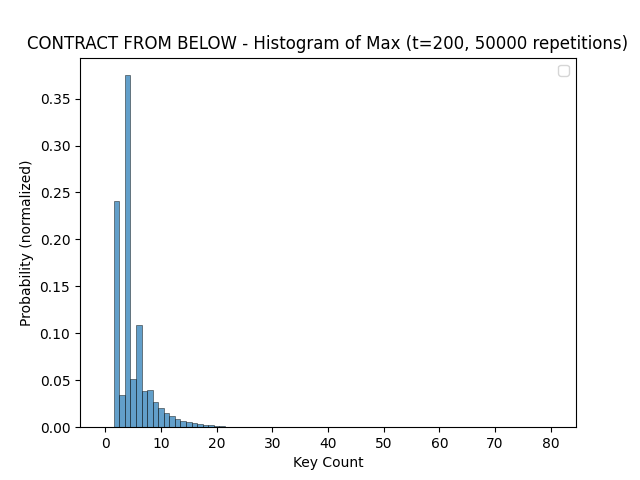 CONTRACT FROM BELOW - Histogram of Max (t=200, 50000 repetitions)
Probability (normalized)
0.35
0.30
0.25
0.20
0.15
0.10
0.05
0.00
0 10 20 30 40 50 60 70 80
Key Count